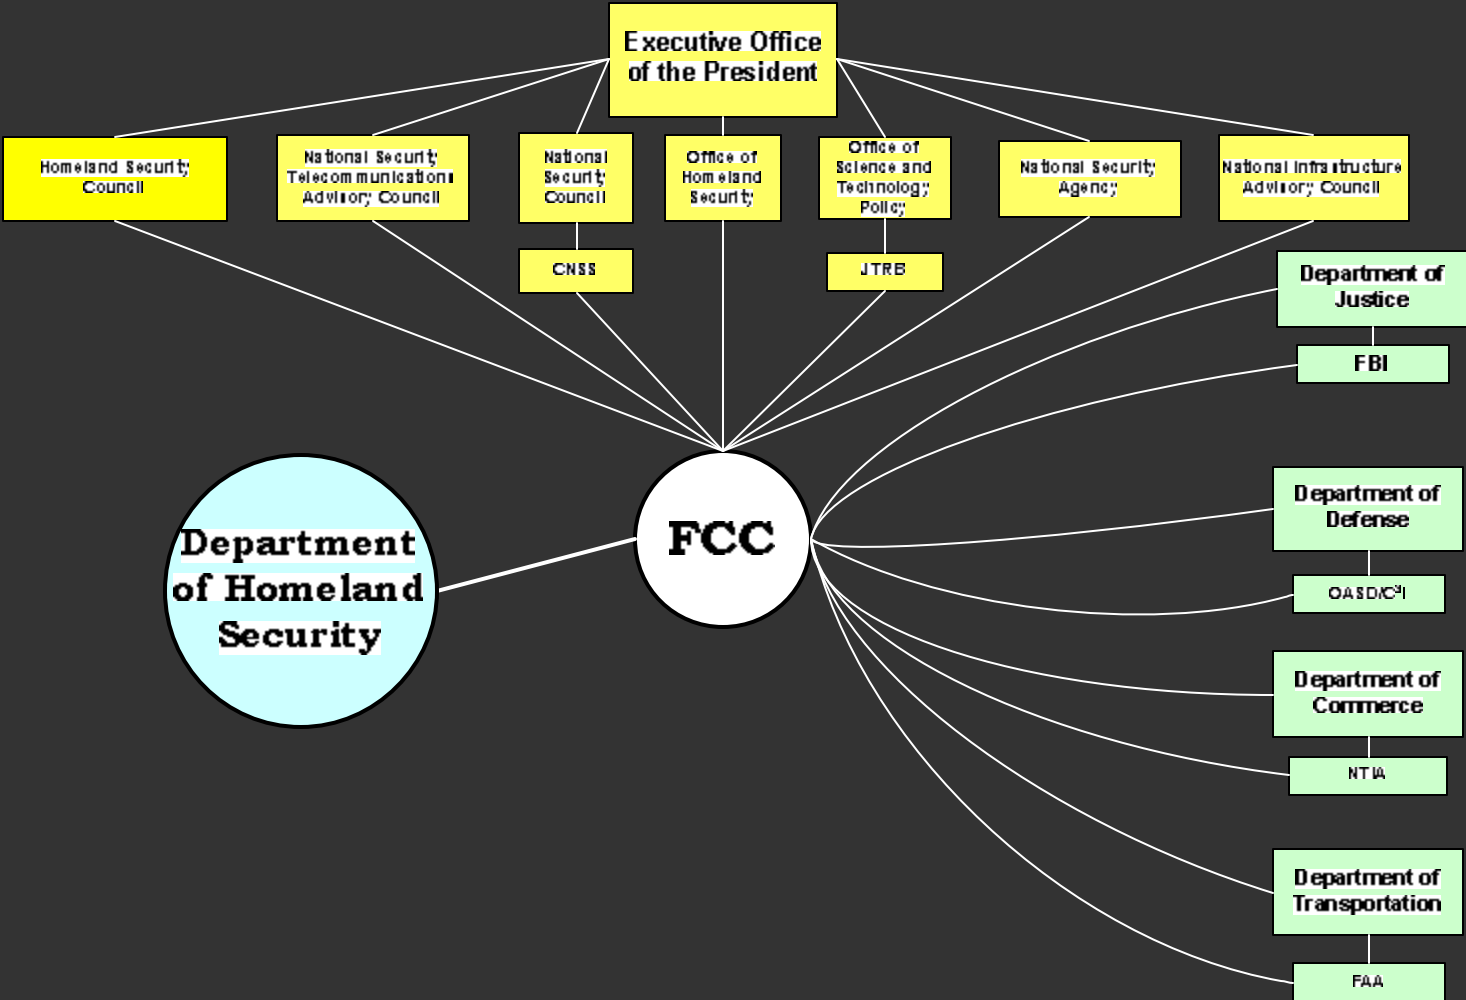 Executive Office
of the President
Homeland Security
Council
National Security
Telecommunications
Advisory Council
National
Security
Council
Office of
Homeland
Security
Office of
Science and
Technology
Policy
National Security
Agency
National Infrastructure
Advisory Council
CNSS
JTRB
Department of
Justice
FBI
Department of
Defense
OASD/C³I
Department
of Homeland
Security
FCC
Department of
Commerce
NTIA
Department of
Transportation
FAA